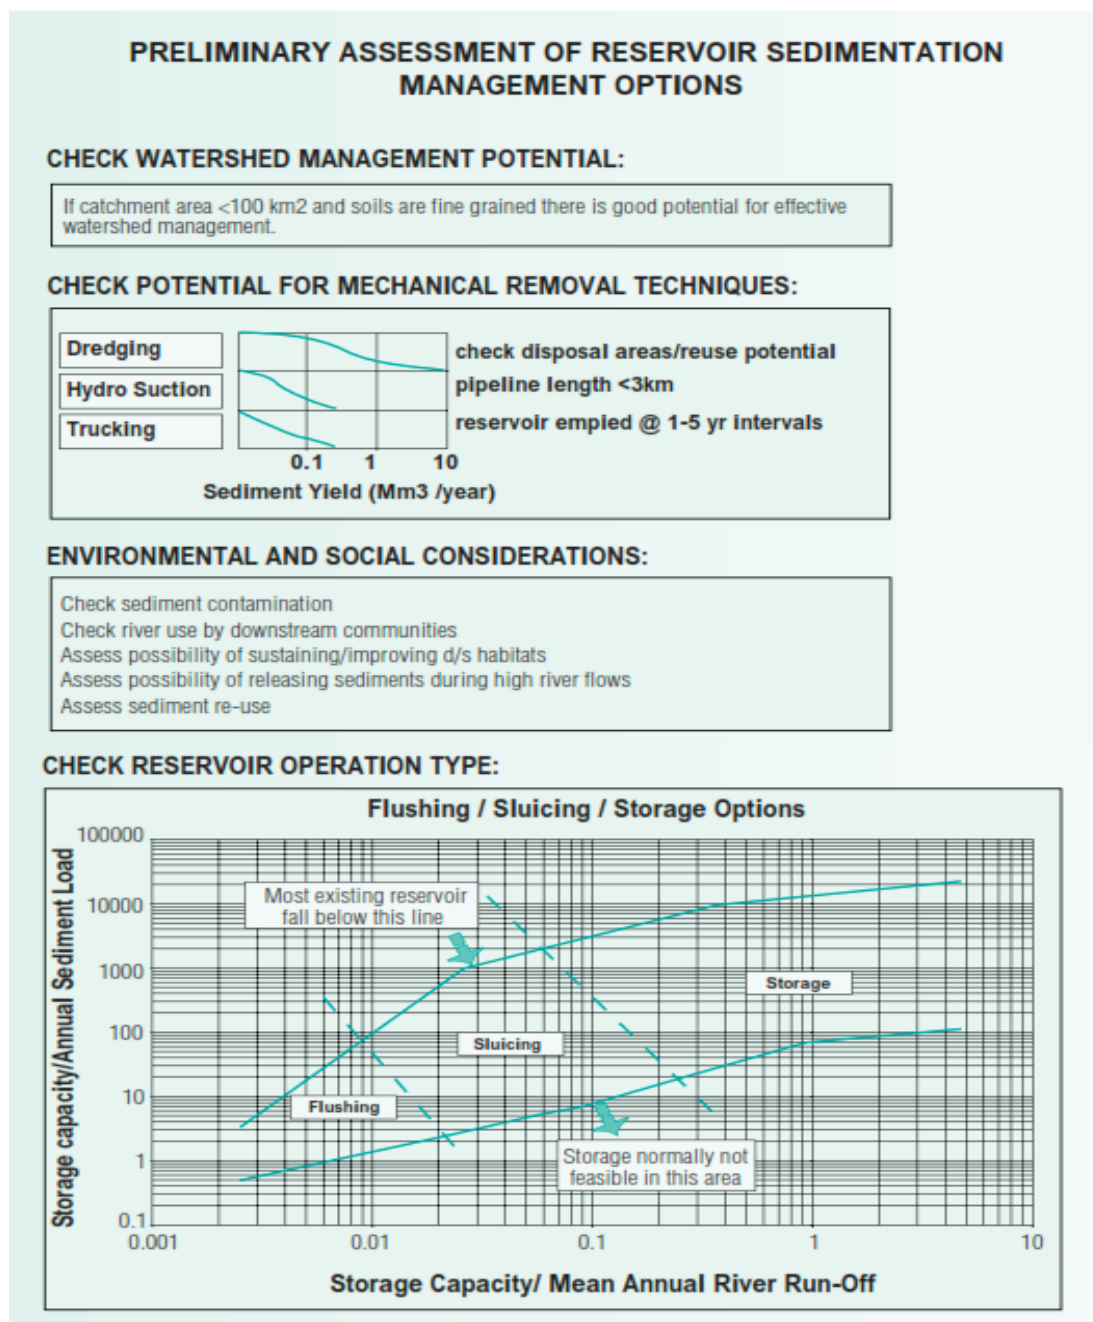 PRELIMINARY ASSESSMENT OF RESERVOIR SEDIMENTATION
MANAGEMENT OPTIONS
CHECK WATERSHED MANAGEMENT POTENTIAL:
If catchment area <100 km2 and soils are fine grained there is good potential for effective
watershed management.
CHECK POTENTIAL FOR MECHANICAL REMOVAL TECHNIQUES:
Dredging
check disposal areas/reuse potential
Hydro Suction
pipeline length <3km
Trucking
reservoir empied @ 1-5 yr intervals
0.1 1 10
Sediment Yield (Mm3 /year)
ENVIRONMENTAL AND SOCIAL CONSIDERATIONS:
Check sediment contamination
Check river use by downstream communities
Assess possibility of sustaining/improving d/s habitats
Assess possibility of releasing sediments during high river flows
Assess sediment re-use
CHECK RESERVOIR OPERATION TYPE:
Flushing / Sluicing / Storage Options
Storage capacity/Annual Sediment Load
100000
10000
1000
100
10
1
0.1
Most existing reservoir
fall below this line
Storage
Sluicing
Flushing
Storage normally not
feasible in this area
0.001 0.01 0.1 1 10
Storage Capacity/ Mean Annual River Run-Off